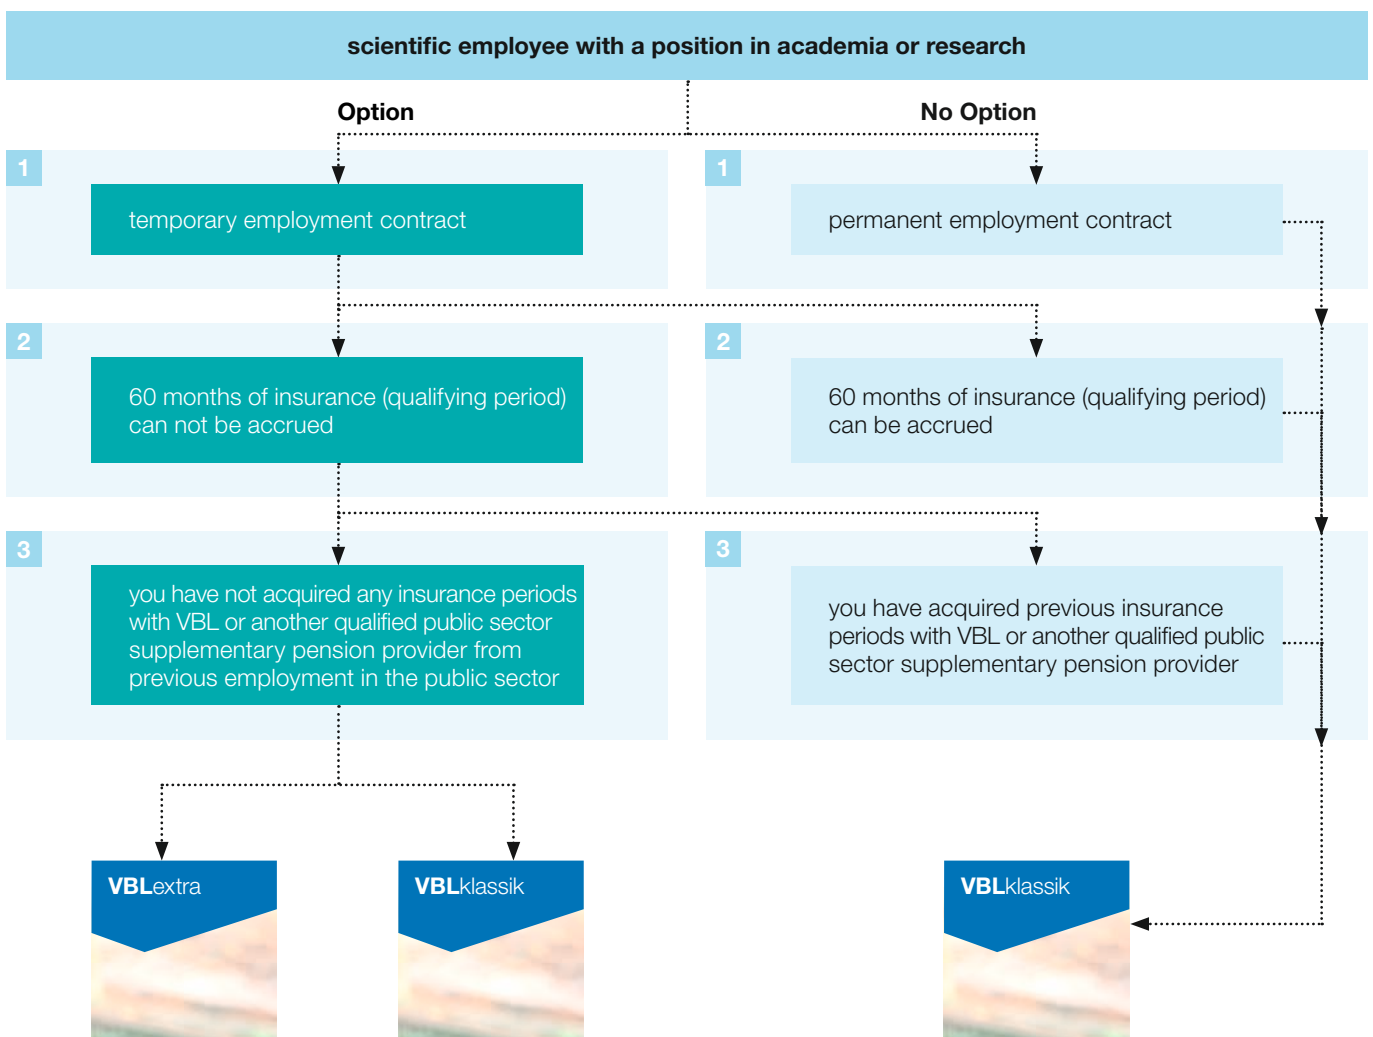 scientific employee with a position in academia or research
Option
No Option
1
temporary employment contract
1
permanent employment contract
2
60 months of insurance (qualifying period)
can not be accrued
2
60 months of insurance (qualifying period)
can be accrued
3
you have not acquired any insurance periods
with VBL or another qualified public sector
supplementary pension provider from
previous employment in the public sector
3
you have acquired previous insurance
periods with VBL or another qualified public
sector supplementary pension provider
VBLextra
VBLklassik
VBLklassik